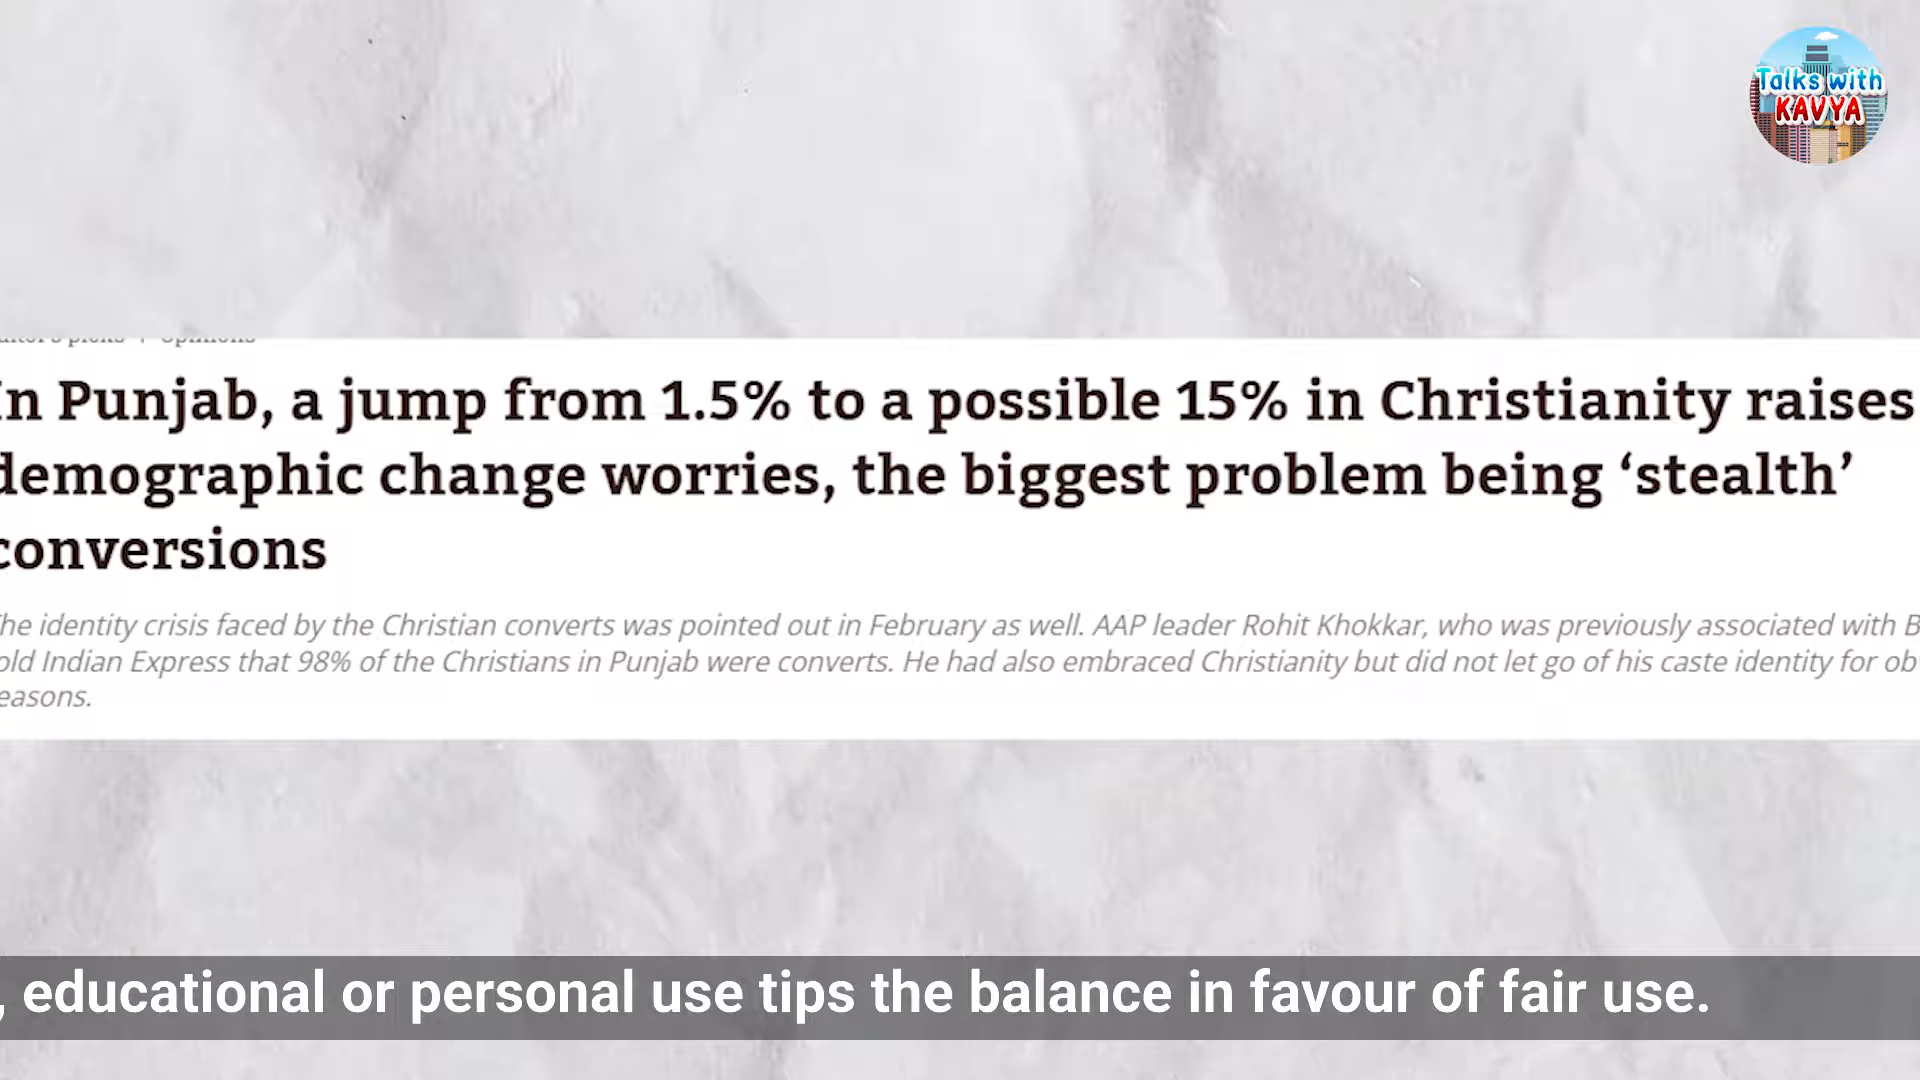 Talks with
KAVYA
In Punjab, a jump from 1.5% to a possible 15% in Christianity raises
demographic change worries, the biggest problem being ‘stealth’
conversions
The identity crisis faced by the Christian converts was pointed out in February as well. AAP leader Rohit Khokkar, who was previously associated with
told Indian Express that 98% of the Christians in Punjab were converts. He had also embraced Christianity but did not let go of his caste identity for
reasons.
, educational or personal use tips the balance in favour of fair use.